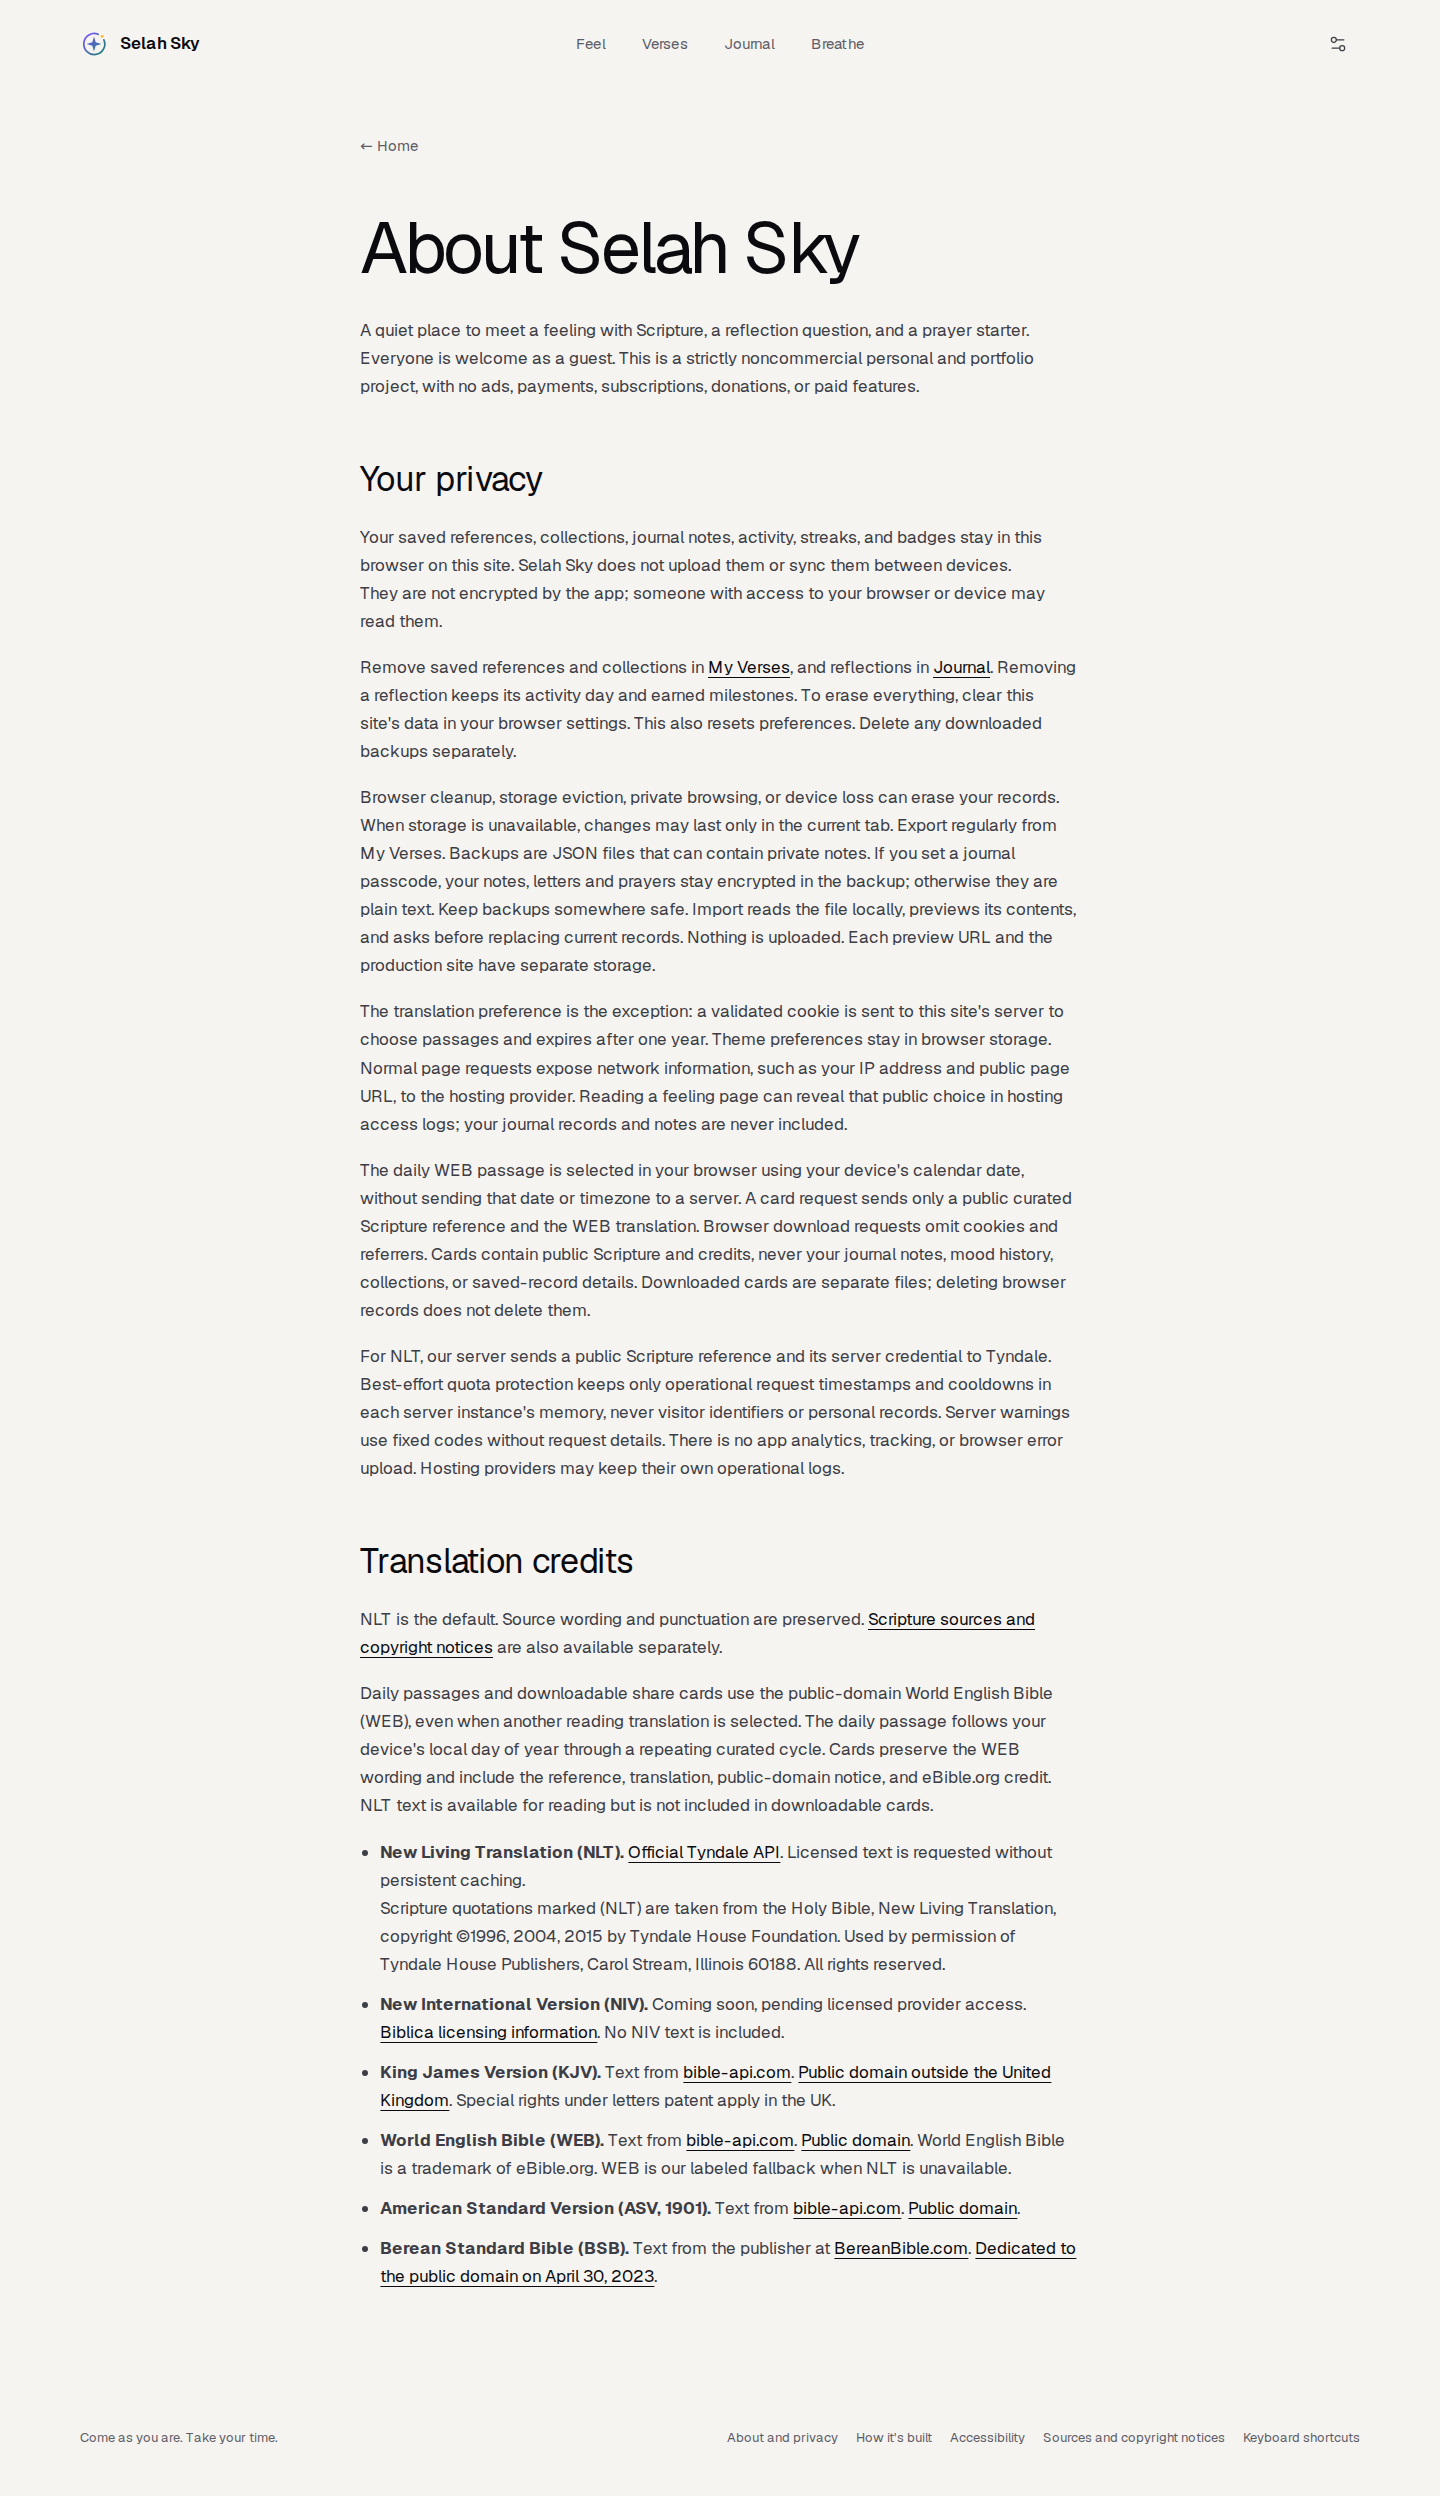 Selah Sky
Feel
Verses
Journal
Breathe
← Home
About Selah Sky
A quiet place to meet a feeling with Scripture, a reflection question, and a prayer starter.
Everyone is welcome as a guest. This is a strictly noncommercial personal and portfolio
project, with no ads, payments, subscriptions, donations, or paid features.
Your privacy
Your saved references, collections, journal notes, activity, streaks, and badges stay in this
browser on this site. Selah Sky does not upload them or sync them between devices.
They are not encrypted by the app; someone with access to your browser or device may
read them.
Remove saved references and collections in My Verses, and reflections in Journal. Removing
a reflection keeps its activity day and earned milestones. To erase everything, clear this
site's data in your browser settings. This also resets preferences. Delete any downloaded
backups separately.
Browser cleanup, storage eviction, private browsing, or device loss can erase your records.
When storage is unavailable, changes may last only in the current tab. Export regularly from
My Verses. Backups are JSON files that can contain private notes. If you set a journal
passcode, your notes, letters and prayers stay encrypted in the backup; otherwise they are
plain text. Keep backups somewhere safe. Import reads the file locally, previews its contents,
and asks before replacing current records. Nothing is uploaded. Each preview URL and the
production site have separate storage.
The translation preference is the exception: a validated cookie is sent to this site's server to
choose passages and expires after one year. Theme preferences stay in browser storage.
Normal page requests expose network information, such as your IP address and public page
URL, to the hosting provider. Reading a feeling page can reveal that public choice in hosting
access logs; your journal records and notes are never included.
The daily WEB passage is selected in your browser using your device's calendar date,
without sending that date or timezone to a server. A card request sends only a public curated
Scripture reference and the WEB translation. Browser download requests omit cookies and
referrers. Cards contain public Scripture and credits, never your journal notes, mood history,
collections, or saved-record details. Downloaded cards are separate files; deleting browser
records does not delete them.
For NLT, our server sends a public Scripture reference and its server credential to Tyndale.
Best-effort quota protection keeps only operational request timestamps and cooldowns in
each server instance's memory, never visitor identifiers or personal records. Server warnings
use fixed codes without request details. There is no app analytics, tracking, or browser error
upload. Hosting providers may keep their own operational logs.
Translation credits
NLT is the default. Source wording and punctuation are preserved. Scripture sources and
copyright notices are also available separately.
Daily passages and downloadable share cards use the public-domain World English Bible
(WEB), even when another reading translation is selected. The daily passage follows your
device's local day of year through a repeating curated cycle. Cards preserve the WEB
wording and include the reference, translation, public-domain notice, and eBible.org credit.
NLT text is available for reading but is not included in downloadable cards.
• New Living Translation (NLT). Official Tyndale API. Licensed text is requested without
persistent caching.
Scripture quotations marked (NLT) are taken from the Holy Bible, New Living Translation,
copyright ©1996, 2004, 2015 by Tyndale House Foundation. Used by permission of
Tyndale House Publishers, Carol Stream, Illinois 60188. All rights reserved.
• New International Version (NIV). Coming soon, pending licensed provider access.
Biblica licensing information. No NIV text is included.
• King James Version (KJV). Text from bible-api.com. Public domain outside the United
Kingdom. Special rights under letters patent apply in the UK.
• World English Bible (WEB). Text from bible-api.com. Public domain. World English Bible
is a trademark of eBible.org. WEB is our labeled fallback when NLT is unavailable.
• American Standard Version (ASV, 1901). Text from bible-api.com. Public domain.
• Berean Standard Bible (BSB). Text from the publisher at BereanBible.com. Dedicated to
the public domain on April 30, 2023.
Come as you are. Take your time.
About and privacy
How it's built
Accessibility
Sources and copyright notices
Keyboard shortcuts